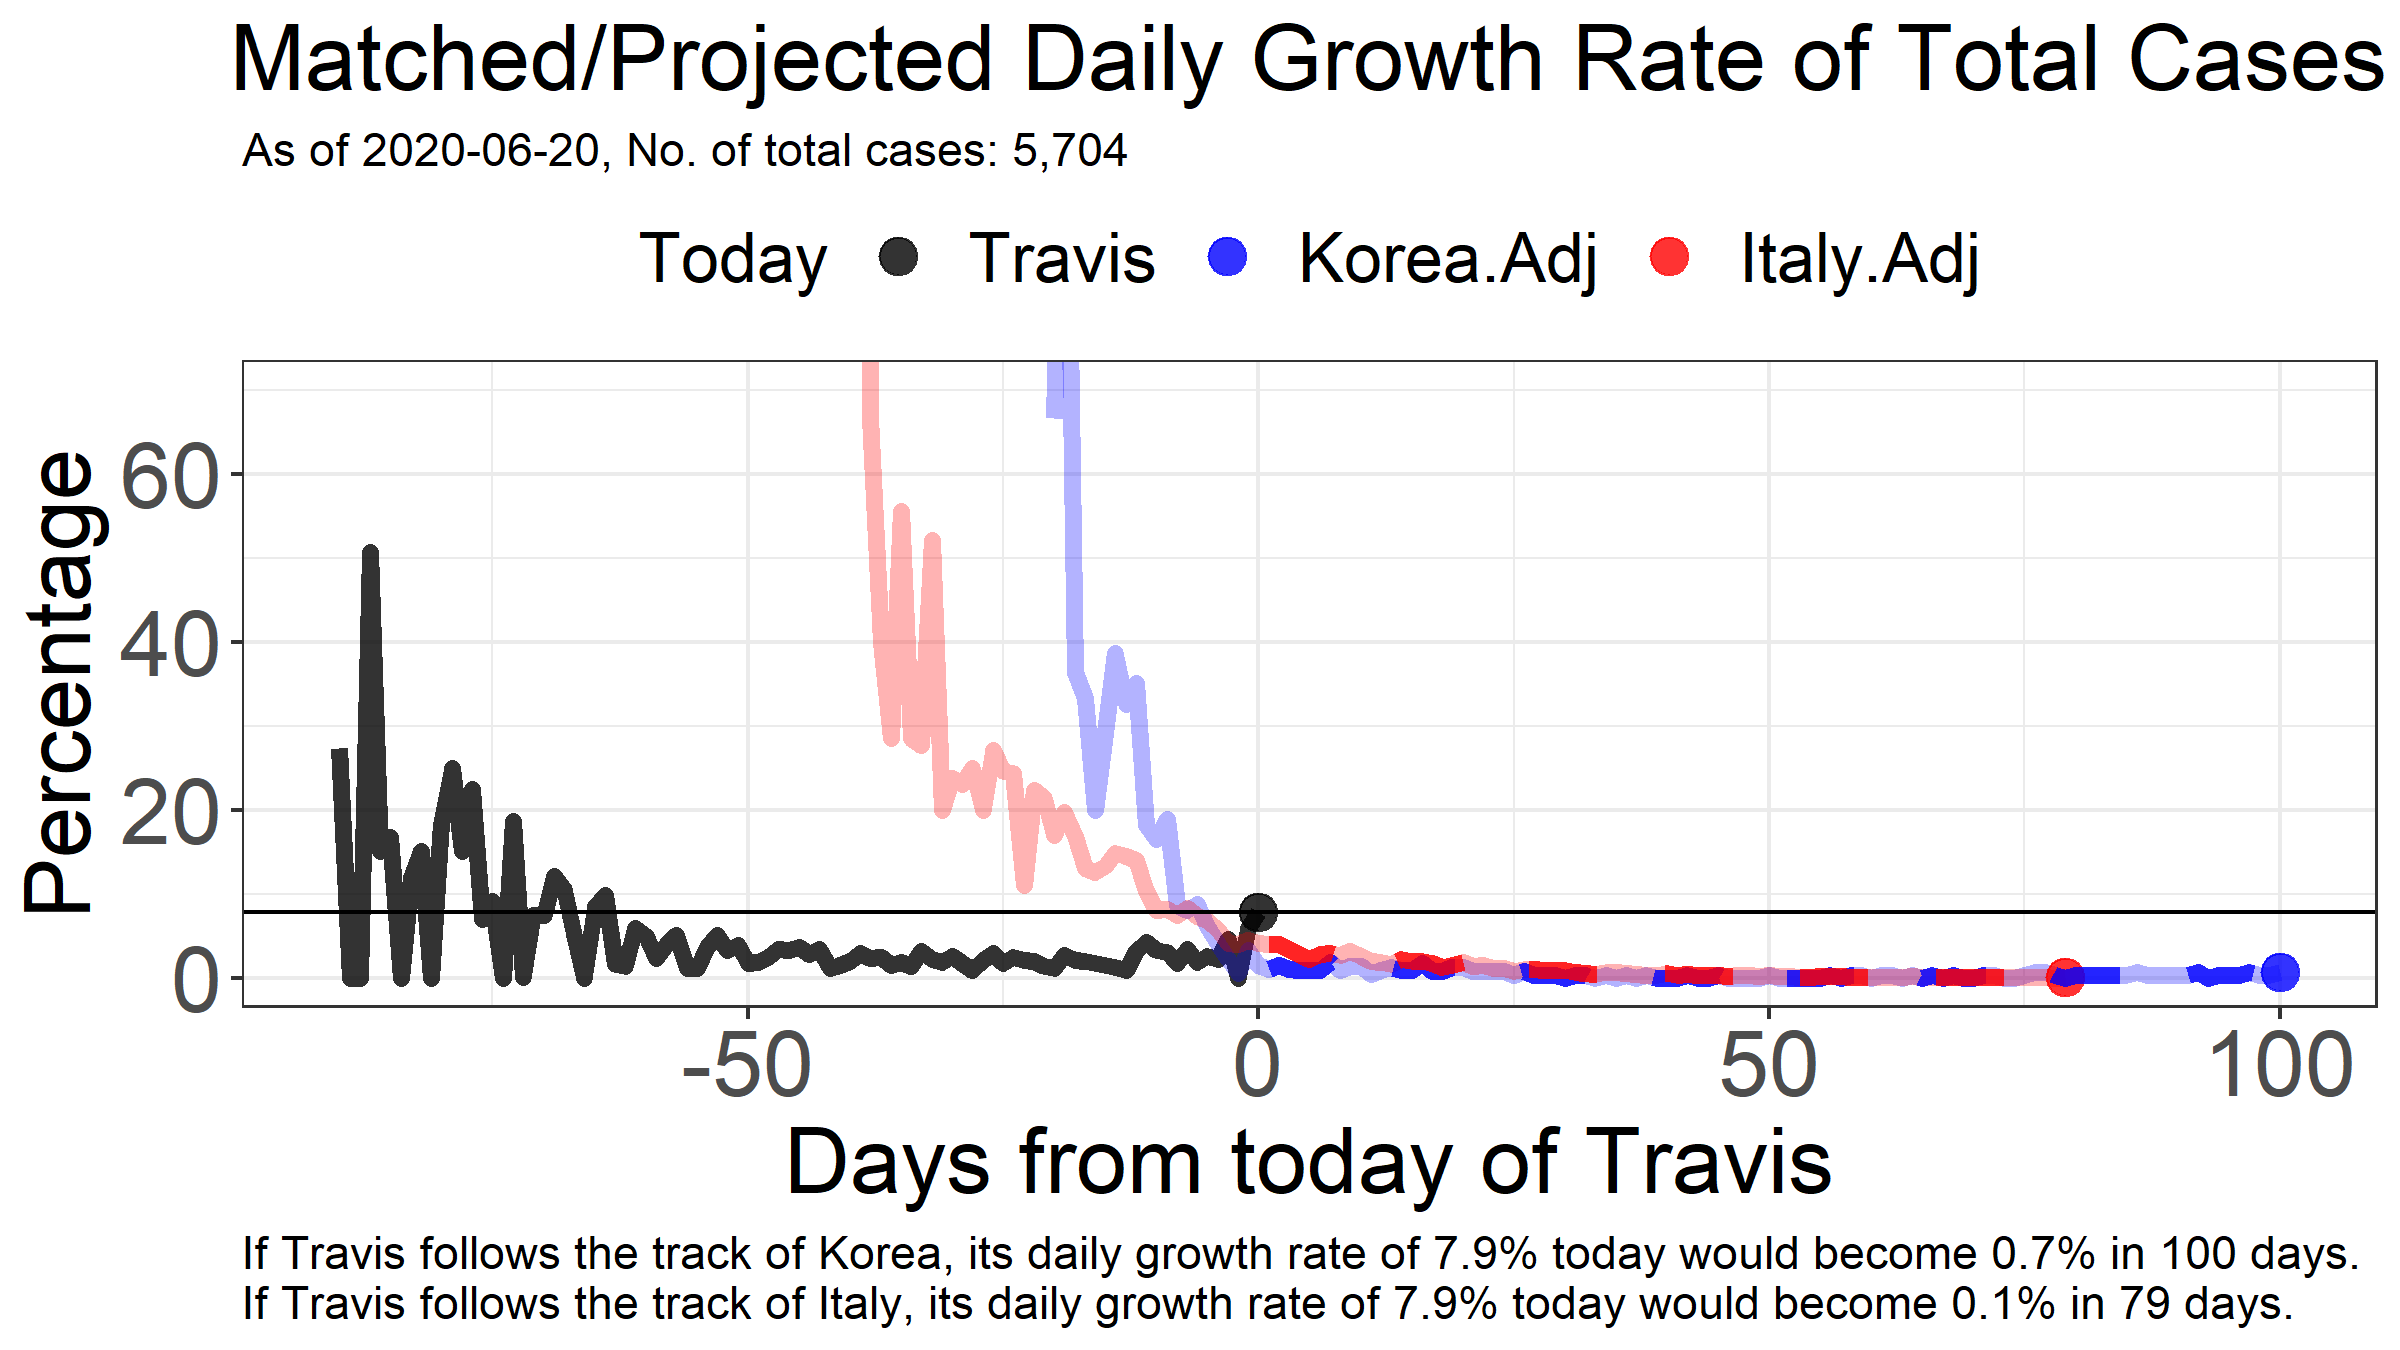 Matched/Projected Daily Growth Rate of Total Cases
As of 2020-06-20, No. of total cases: 5,704
Today Travis Korea.Adj Italy.Adj
Percentage
60
40
20
0
-50 0 50 100
Days from today of Travis
If Travis follows the track of Korea, its daily growth rate of 7.9% today would become 0.7% in 100 days.
If Travis follows the track of Italy, its daily growth rate of 7.9% today would become 0.1% in 79 days.